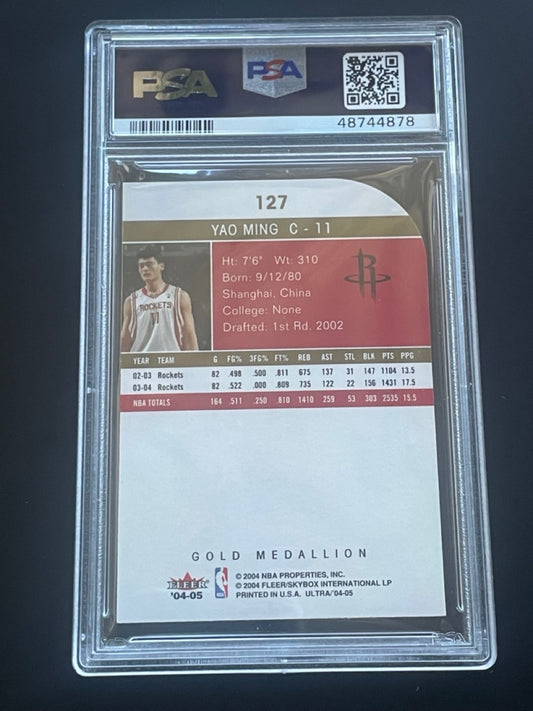 PSA
PSA
48744878
127
YAO MING C - 11
Ht: 7'6" Wt: 310
Born: 9/12/80
Shanghai, China
College: None
Drafted: 1st Rd. 2002
R
ROCKETS
11
YEAR TEAM G FG% 3FG% FT% REB AST STL BLK PTS PPG
02-03 Rockets 82 .498 .500 .811 675 137 31 147 1104 13.5
03-04 Rockets 82 .522 .000 .809 735 122 22 156 1431 17.5
NBA TOTALS 164 .511 .250 .810 1410 259 53 303 2535 15.5
GOLD MEDALLION
FLEER
'04-05
NBA
© 2004 NBA PROPERTIES, INC.
© 2004 FLEER/SKYBOX INTERNATIONAL LP
PRINTED IN U.S.A. ULTRA/'04-05
PSA